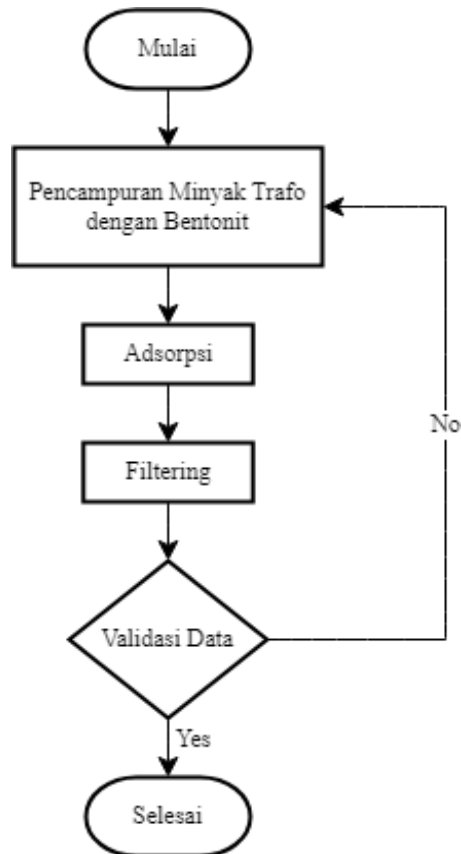 Mulai
Pencampuran Minyak Trafo
dengan Bentonit
Adsorpsi
Filtering
No
Validasi Data
Yes
Selesai